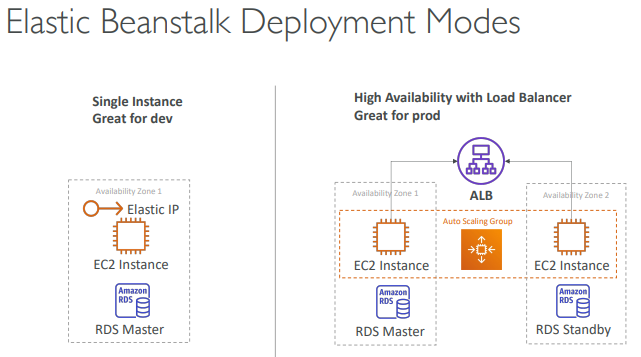 Elastic Beanstalk Deployment Modes
Single Instance
Great for dev
Availability Zone 1
Elastic IP
EC2 Instance
Amazon
RDS
RDS Master
High Availability with Load Balancer
Great for prod
ALB
Availability Zone 1
Availability Zone 2
Auto Scaling Group
EC2 Instance
EC2 Instance
Amazon
RDS
RDS Master
Amazon
RDS
RDS Standby